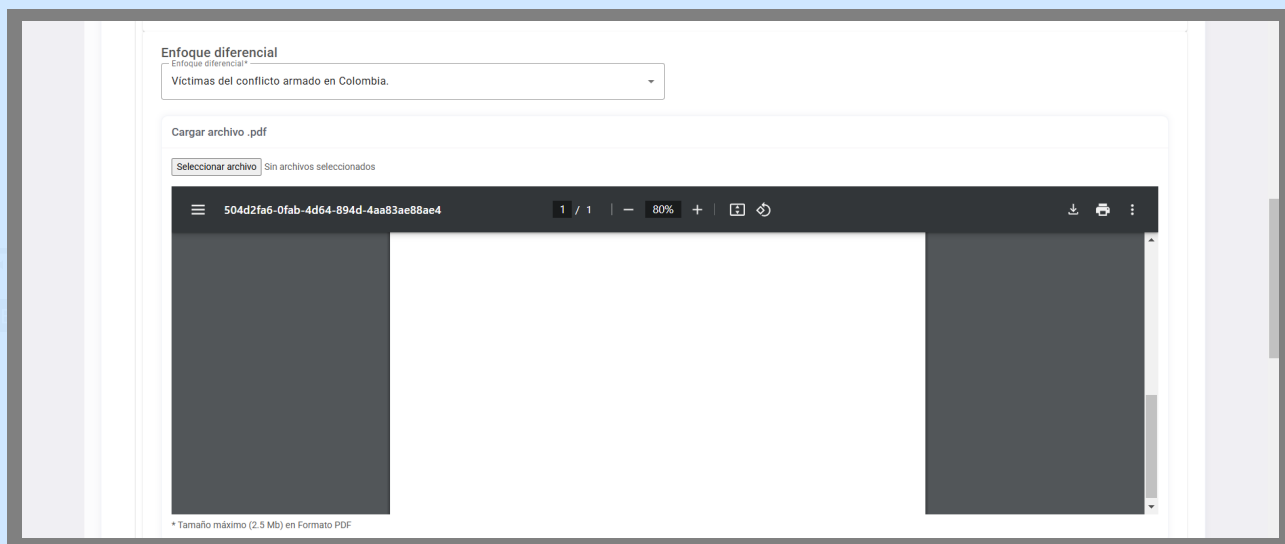 Enfoque diferencial
Enfoque diferencial*
Víctimas del conflicto armado en Colombia.
Cargar archivo .pdf
Seleccionar archivo Sin archivos seleccionados
504d2fa6-0fab-4d64-894d-4aa83ae88ae4 1 / 1 80%
* Tamaño máximo (2.5 Mb) en Formato PDF